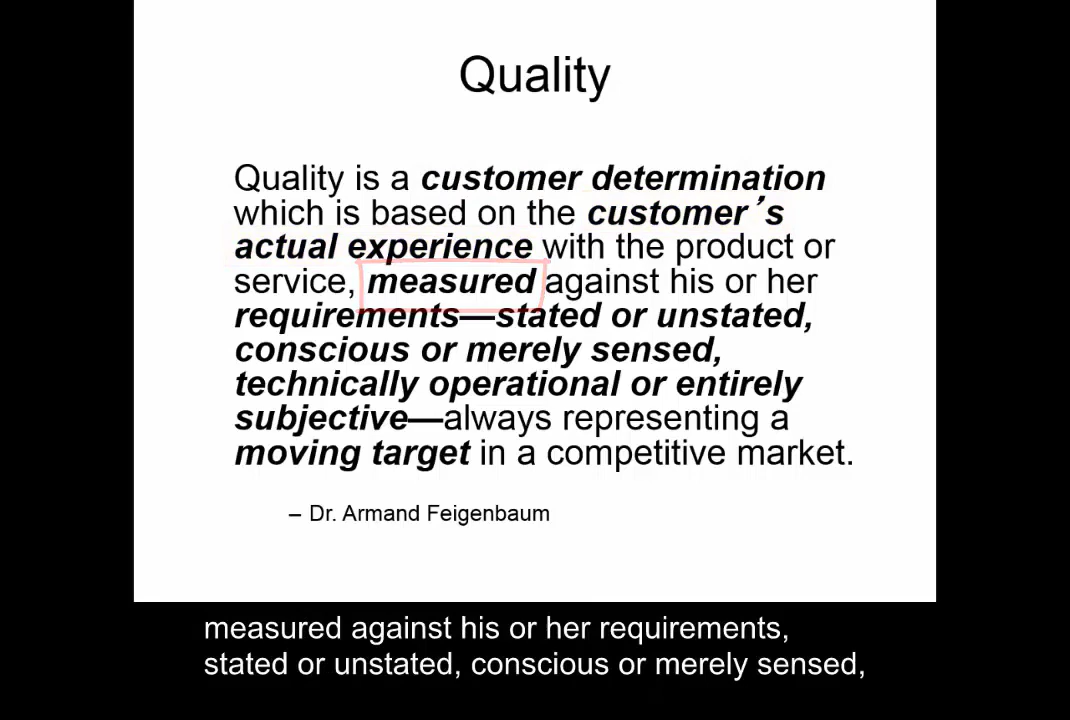 Quality
Quality is a customer determination
which is based on the customer’s
actual experience with the product or
service, measured against his or her
requirements—stated or unstated,
conscious or merely sensed,
technically operational or entirely
subjective—always representing a
moving target in a competitive market.
– Dr. Armand Feigenbaum
measured against his or her requirements,
stated or unstated, conscious or merely sensed,